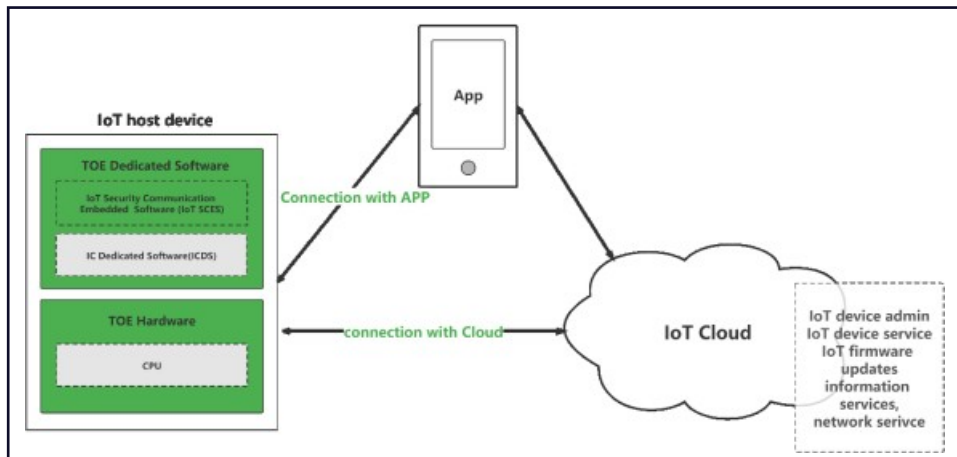 App
IoT host device
TOE Dedicated Software
IoT Security Communication
Embedded Software (IoT SCES)
IC Dedicated Software(ICDS)
Connection with APP
TOE Hardware
CPU
connection with Cloud
IoT Cloud
IoT device admin
IoT device service
IoT firmware
updates
information
services,
network serivce